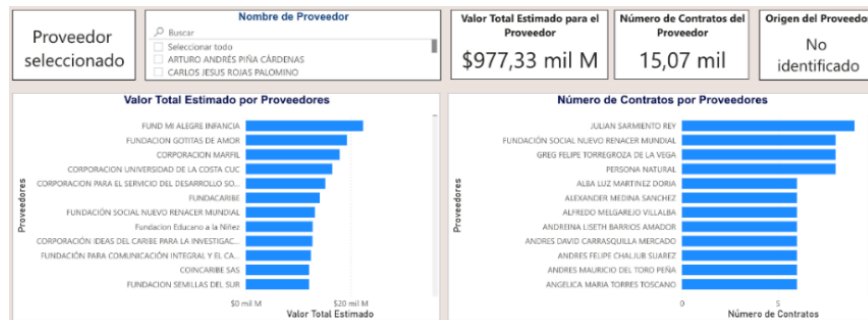 Proveedor
seleccionado
Nombre de Proveedor
Buscar
Seleccionar todo
ARTURO ANDRÉS PIÑA CÁRDENAS
CARLOS JESUS ROJAS PALOMINO
Valor Total Estimado para el
Proveedor
$977,33 mil M
Número de Contratos del
Proveedor
15,07 mil
Origen del Proveedo
No
identificado
Valor Total Estimado por Proveedores
Proveedores
FUND MI ALEGRE INFANCIA
FUNDACION GOTITAS DE AMOR
CORPORACION MARFIL
CORPORACION UNIVERSIDAD DE LA COSTA CUC
CORPORACION PARA EL SERVICIO DEL DESARROLLO SO...
FUNDACARIBE
FUNDACIÓN SOCIAL NUEVO RENACER MUNDIAL
Fundacion Educano a la Niñez
CORPORACIÓN IDEAS DEL CARIBE PARA LA INVESTIGAC...
FUNDACIÓN PARA COMUNICACIÓN INTEGRAL Y EL CA...
COINCARIBE SAS
FUNDACION SEMILLAS DEL SUR
$0 mil M $20 mil M
Valor Total Estimado
Número de Contratos por Proveedores
Proveedores
JULIAN SARMIENTO REY
FUNDACIÓN SOCIAL NUEVO RENACER MUNDIAL
GREG FELIPE TORREGROZA DE LA VEGA
PERSONA NATURAL
ALBA LUZ MARTINEZ DORIA
ALEXANDER MEDINA SANCHEZ
ALFREDO MELGAREJO VILLALBA
ANDREINA LISETH BARRIOS AMADOR
ANDRES DAVID CARRASQUILLA MERCADO
ANDRES FELIPE CHALJUB SUAREZ
ANDRES MAURICIO DEL TORO PEÑA
ANGELICA MARIA TORRES TOSCANO
0 5
Número de Contratos